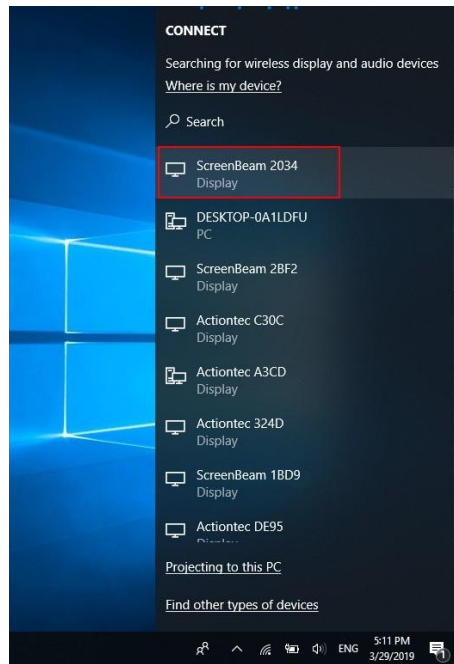 CONNECT
Searching for wireless display and audio devices
Where is my device?
Search
ScreenBeam 2034
Display
DESKTOP-0A1LDFU
PC
ScreenBeam 2BF2
Display
Actiontec C30C
Display
Actiontec A3CD
Display
Actiontec 324D
Display
ScreenBeam 1BD9
Display
Actiontec DE95
Projecting to this PC
Find other types of devices
ENG
5:11 PM
3/29/2019
1